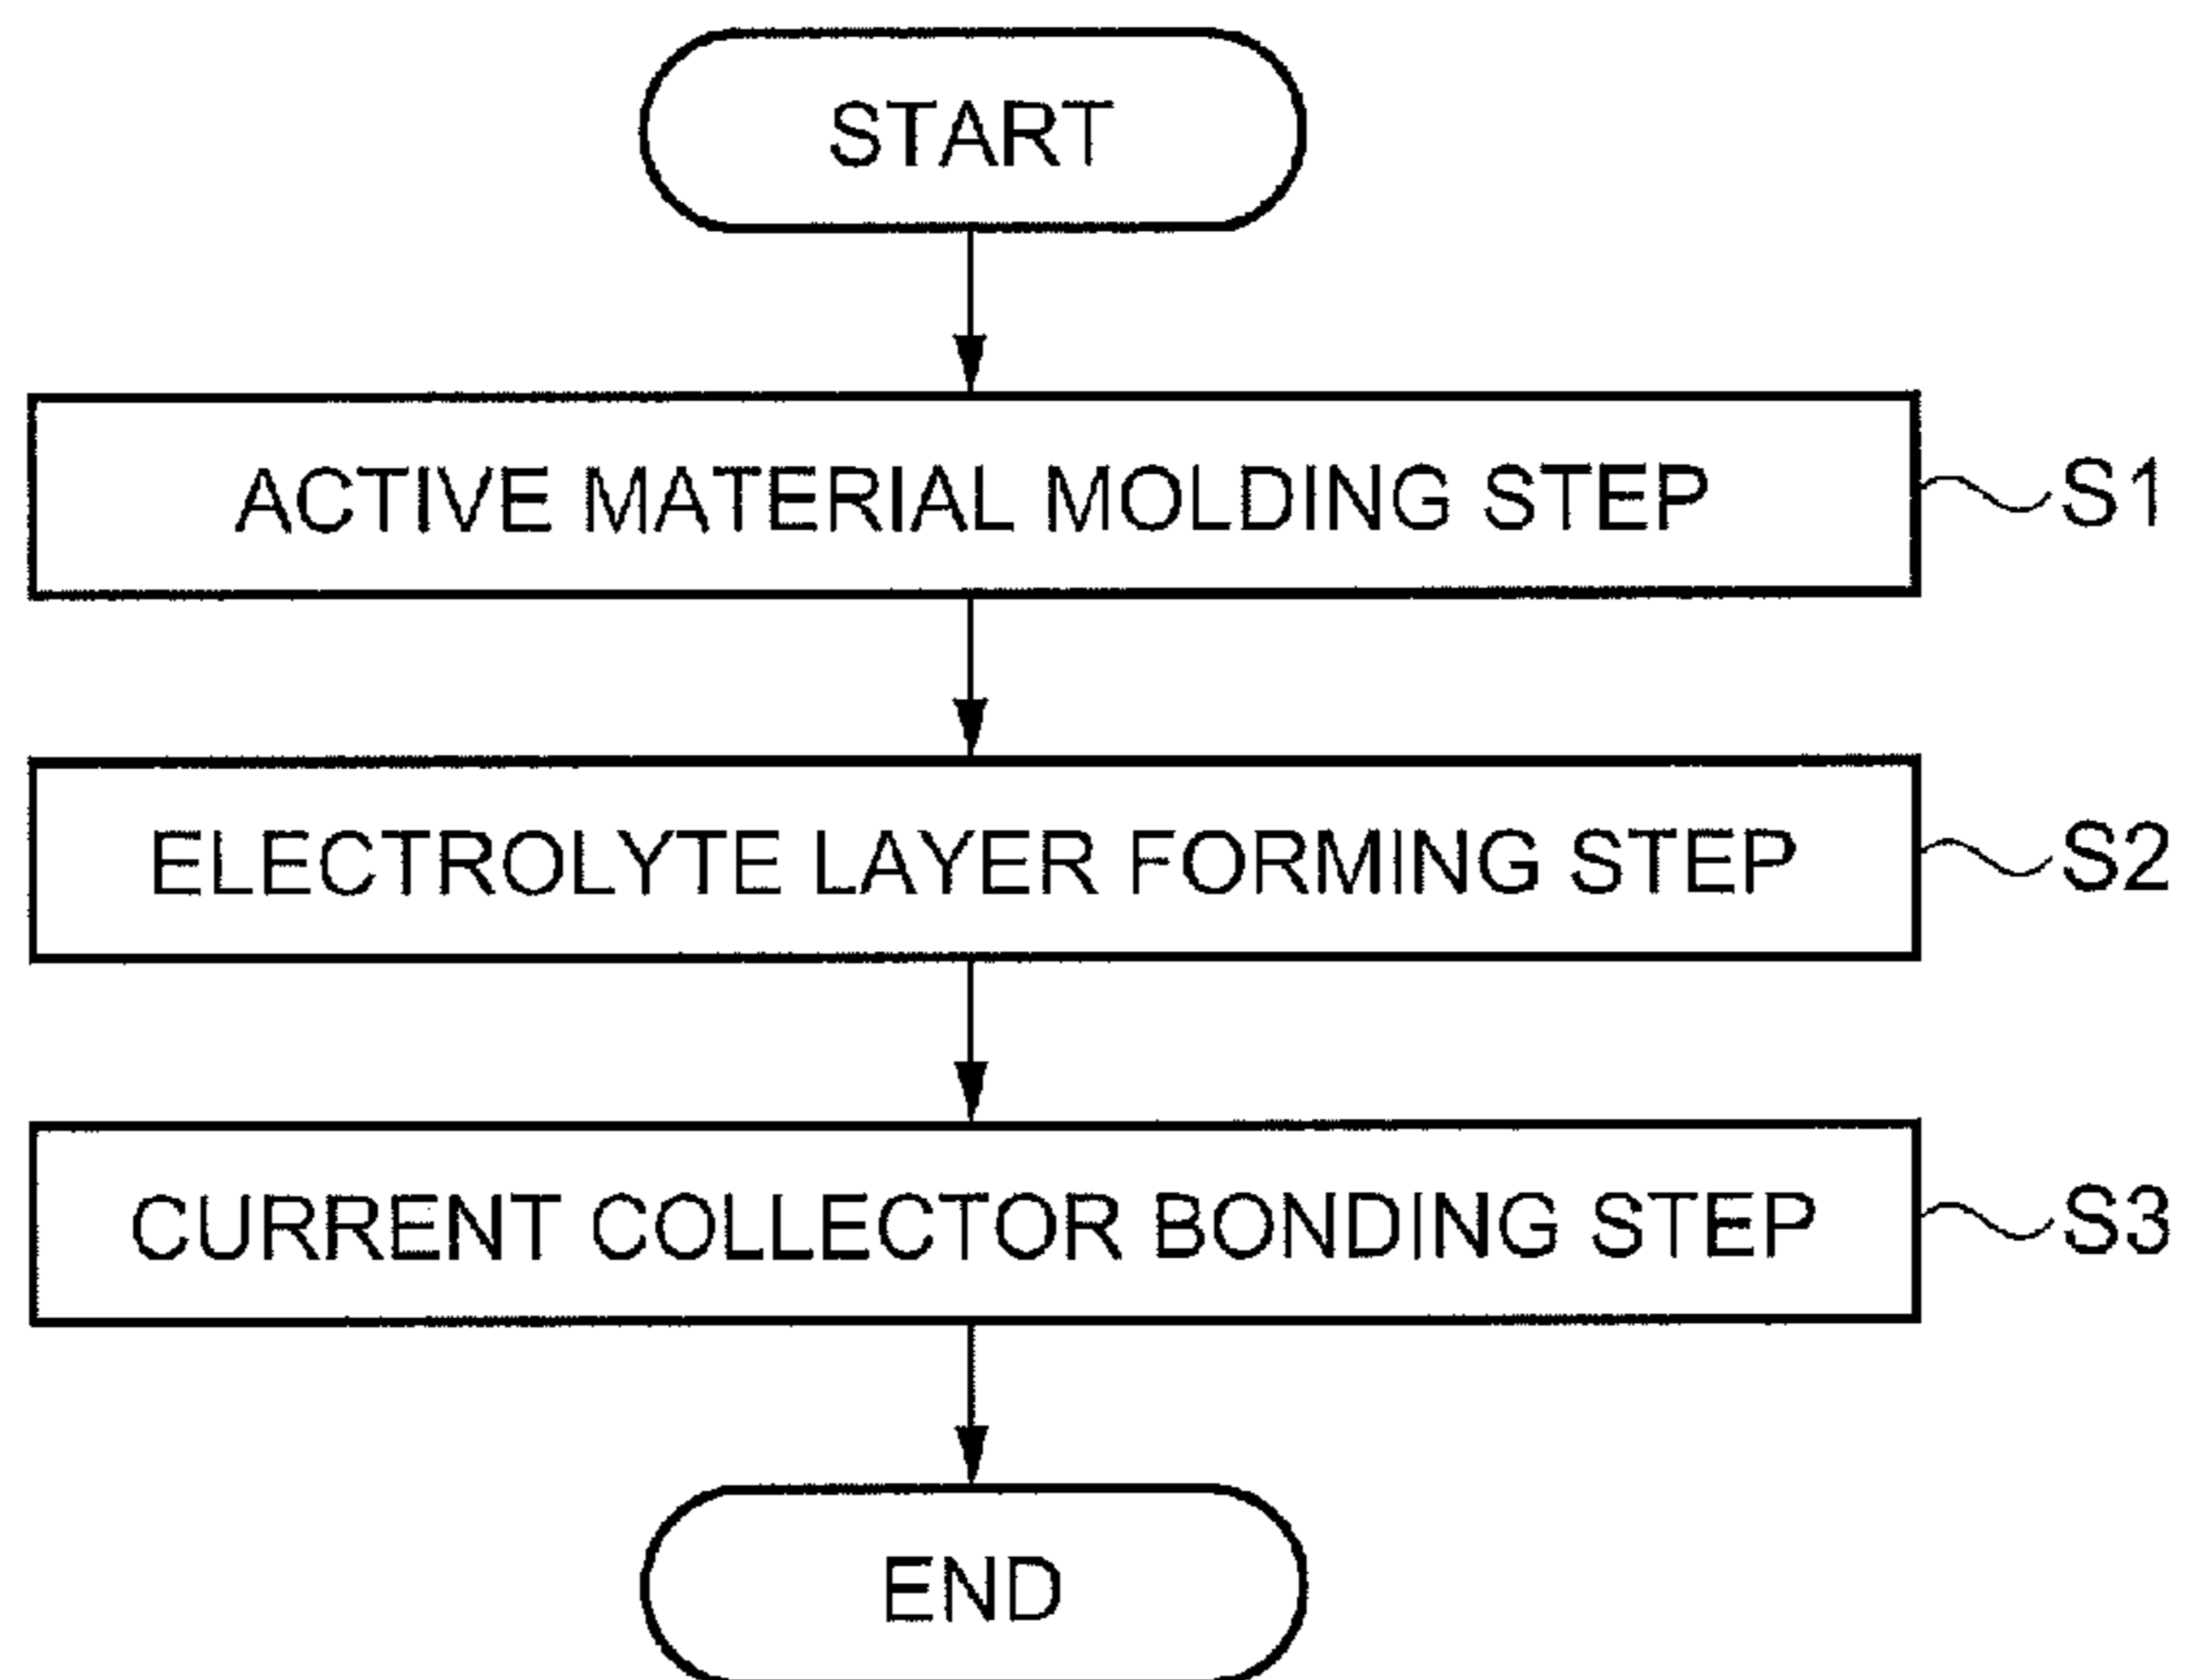 START
ACTIVE MATERIAL MOLDING STEP S1
ELECTROLYTE LAYER FORMING STEP S2
CURRENT COLLECTOR BONDING STEP S3
END